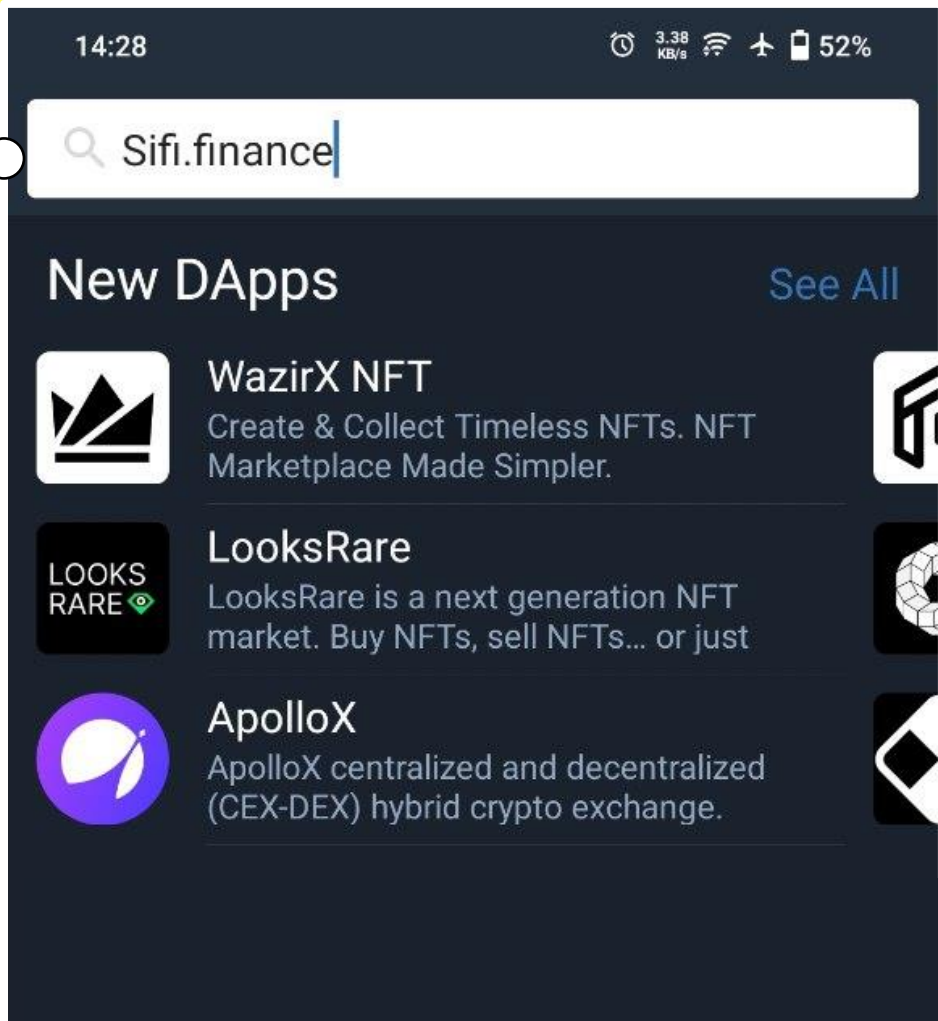 14:28
3.38
KB/s
52%
Sifi.finance
New DApps
See All
WazirX NFT
Create & Collect Timeless NFTs. NFT
Marketplace Made Simpler.
LOOKS
RARE
LooksRare
LooksRare is a next generation NFT
market. Buy NFTs, sell NFTs... or just
ApolloX
ApolloX centralized and decentralized
(CEX-DEX) hybrid crypto exchange.